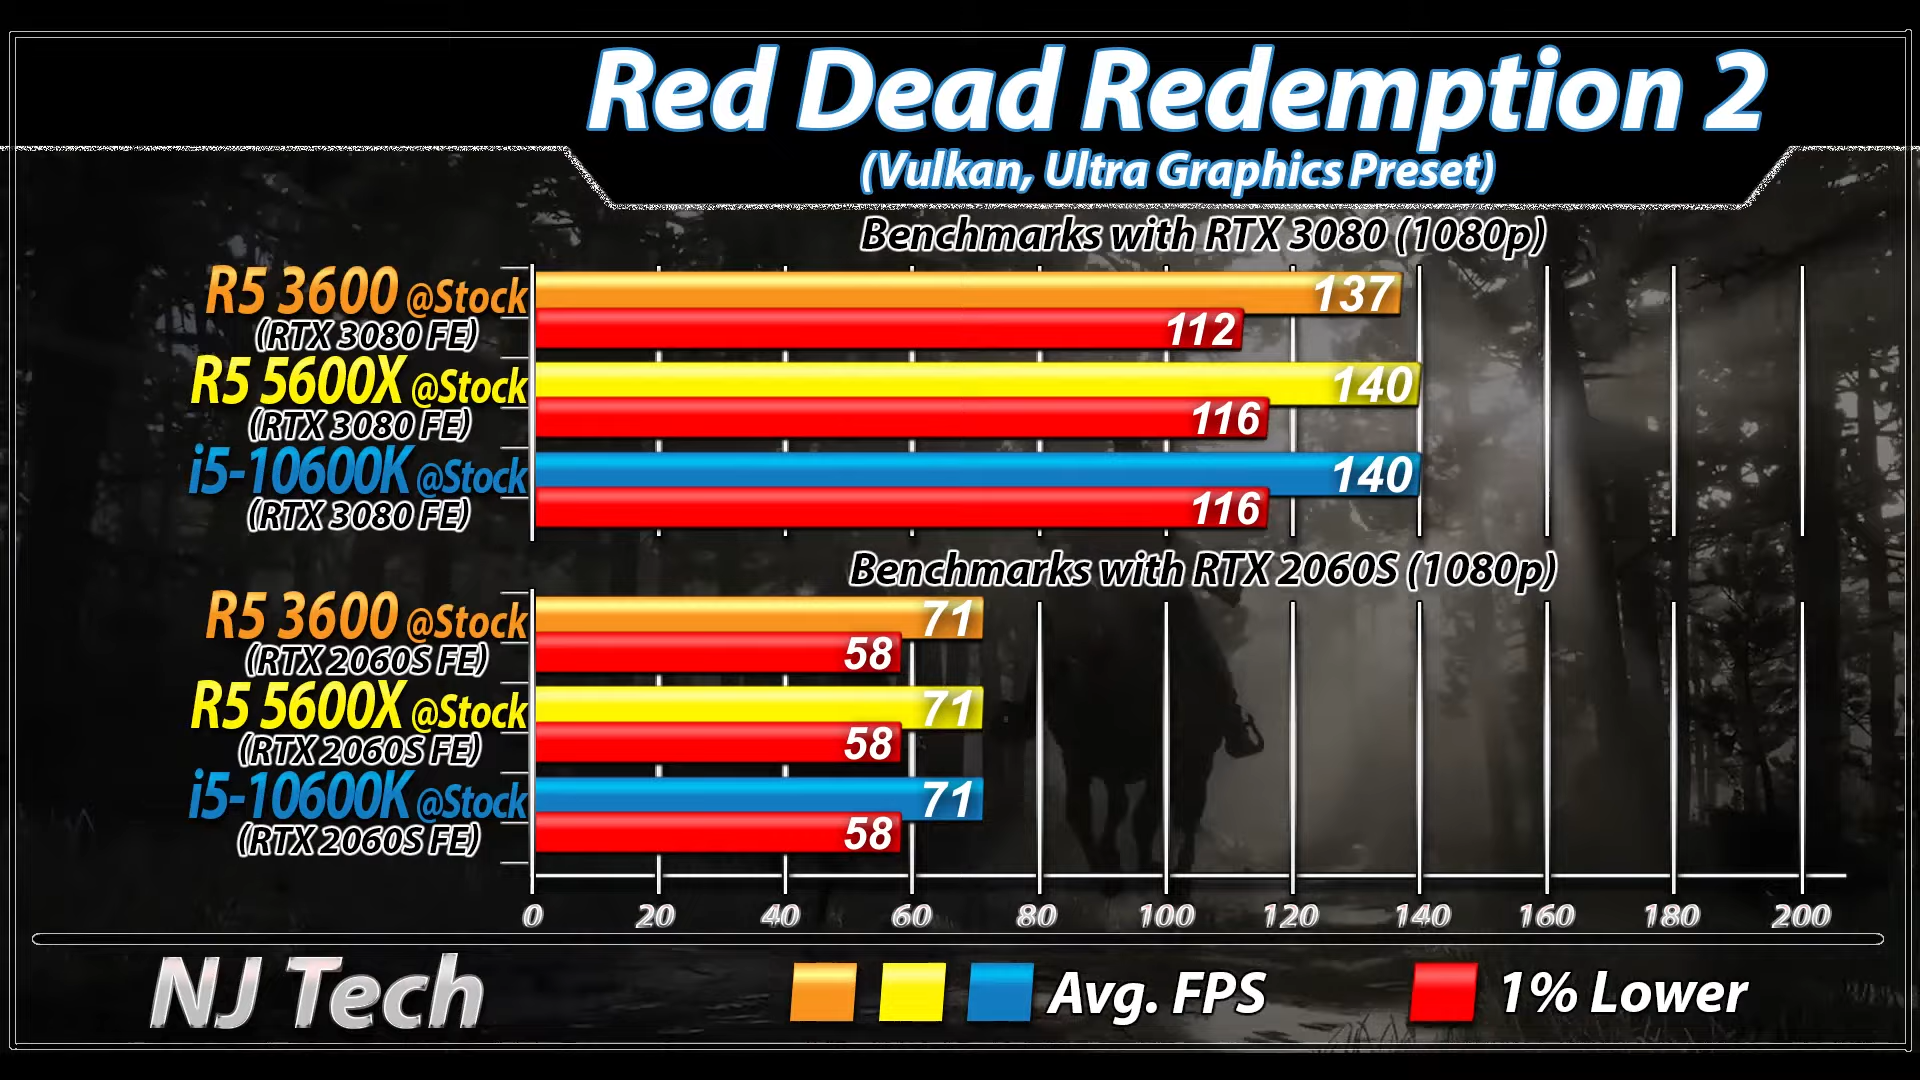 Red Dead Redemption 2
(Vulkan, Ultra Graphics Preset)
Benchmarks with RTX 3080 (1080p)
R5 3600 @Stock 137
(RTX 3080 FE) 112
R5 5600X @Stock 140
(RTX 3080 FE) 116
i5-10600K @Stock 140
(RTX 3080 FE) 116
Benchmarks with RTX 2060S (1080p)
R5 3600 @Stock 71
(RTX 2060S FE) 58
R5 5600X @Stock 71
(RTX 2060S FE) 58
i5-10600K @Stock 71
(RTX 2060S FE) 58
0 20 40 60 80 100 120 140 160 180 200
NJ Tech Avg. FPS 1% Lower